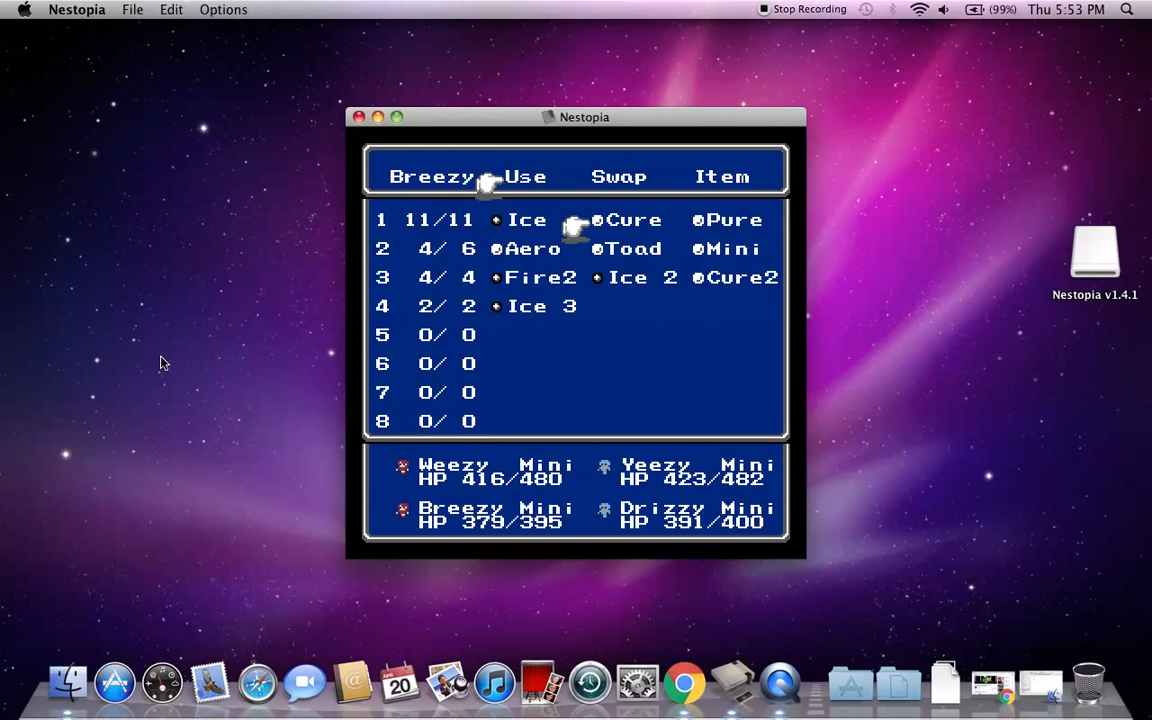 Nestopia File Edit Options Stop Recording (99%) Thu 5:53 PM
Nestopia
Breezy Use Swap Item
1 11/11 Ice Cure Pure
2 4/ 6 Aero Toad Mini
3 4/ 4 Fire2 Ice 2 Cure2
4 2/ 2 Ice 3
5 0/ 0
6 0/ 0
7 0/ 0
8 0/ 0
Weezy Mini Yeezy Mini
HP 416/480 HP 423/482
Breezy Mini Drizzy Mini
HP 379/395 HP 391/400
Nestopia v1.4.1
20